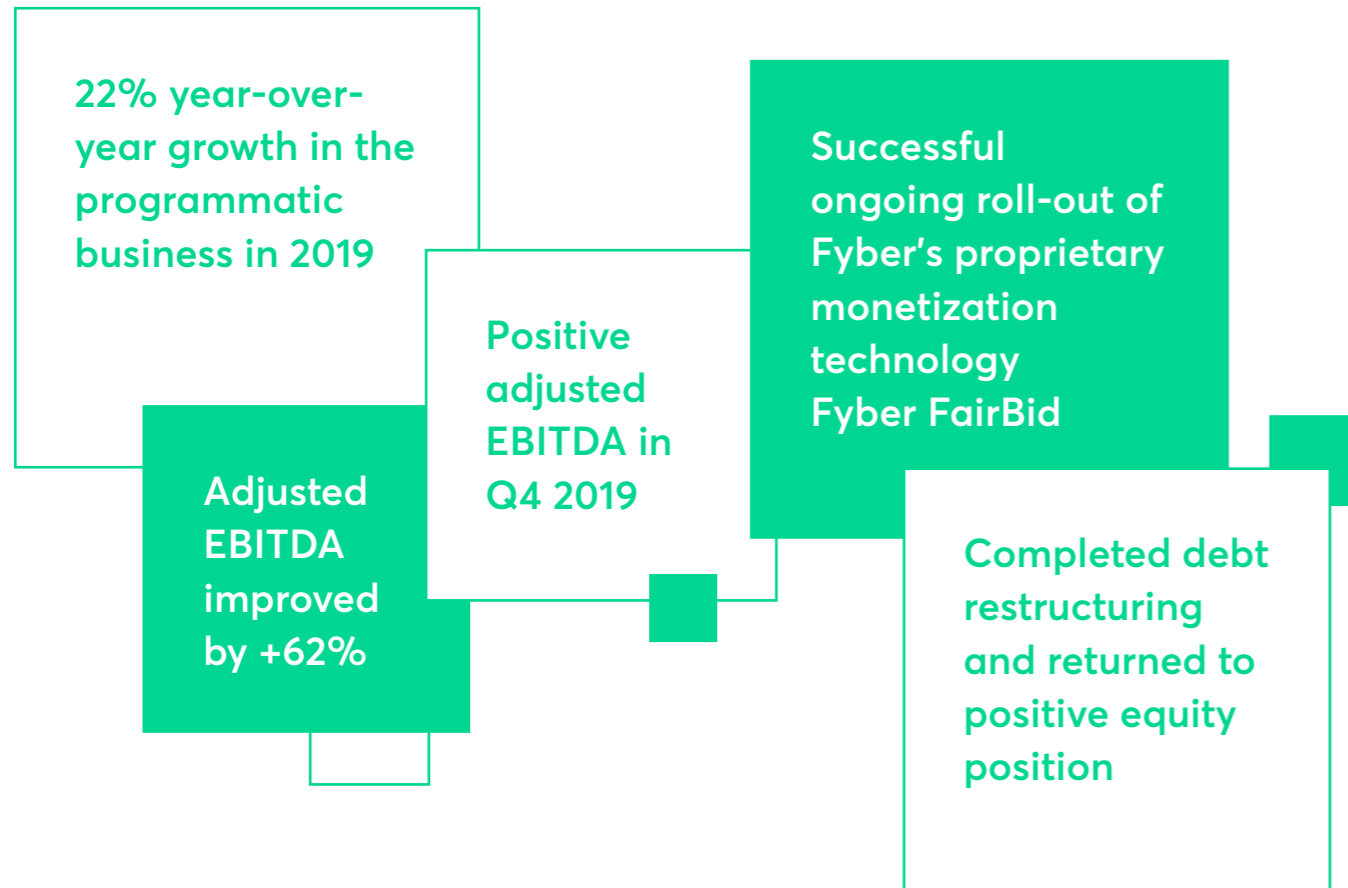 22% year-over-
year growth in the
programmatic
business in 2019
Adjusted
EBITDA
improved
by +62%
Positive
adjusted
EBITDA in
Q4 2019
Successful
ongoing roll-out of
Fyber's proprietary
monetization
technology
Fyber FairBid
Completed debt
restructuring
and returned to
positive equity
position